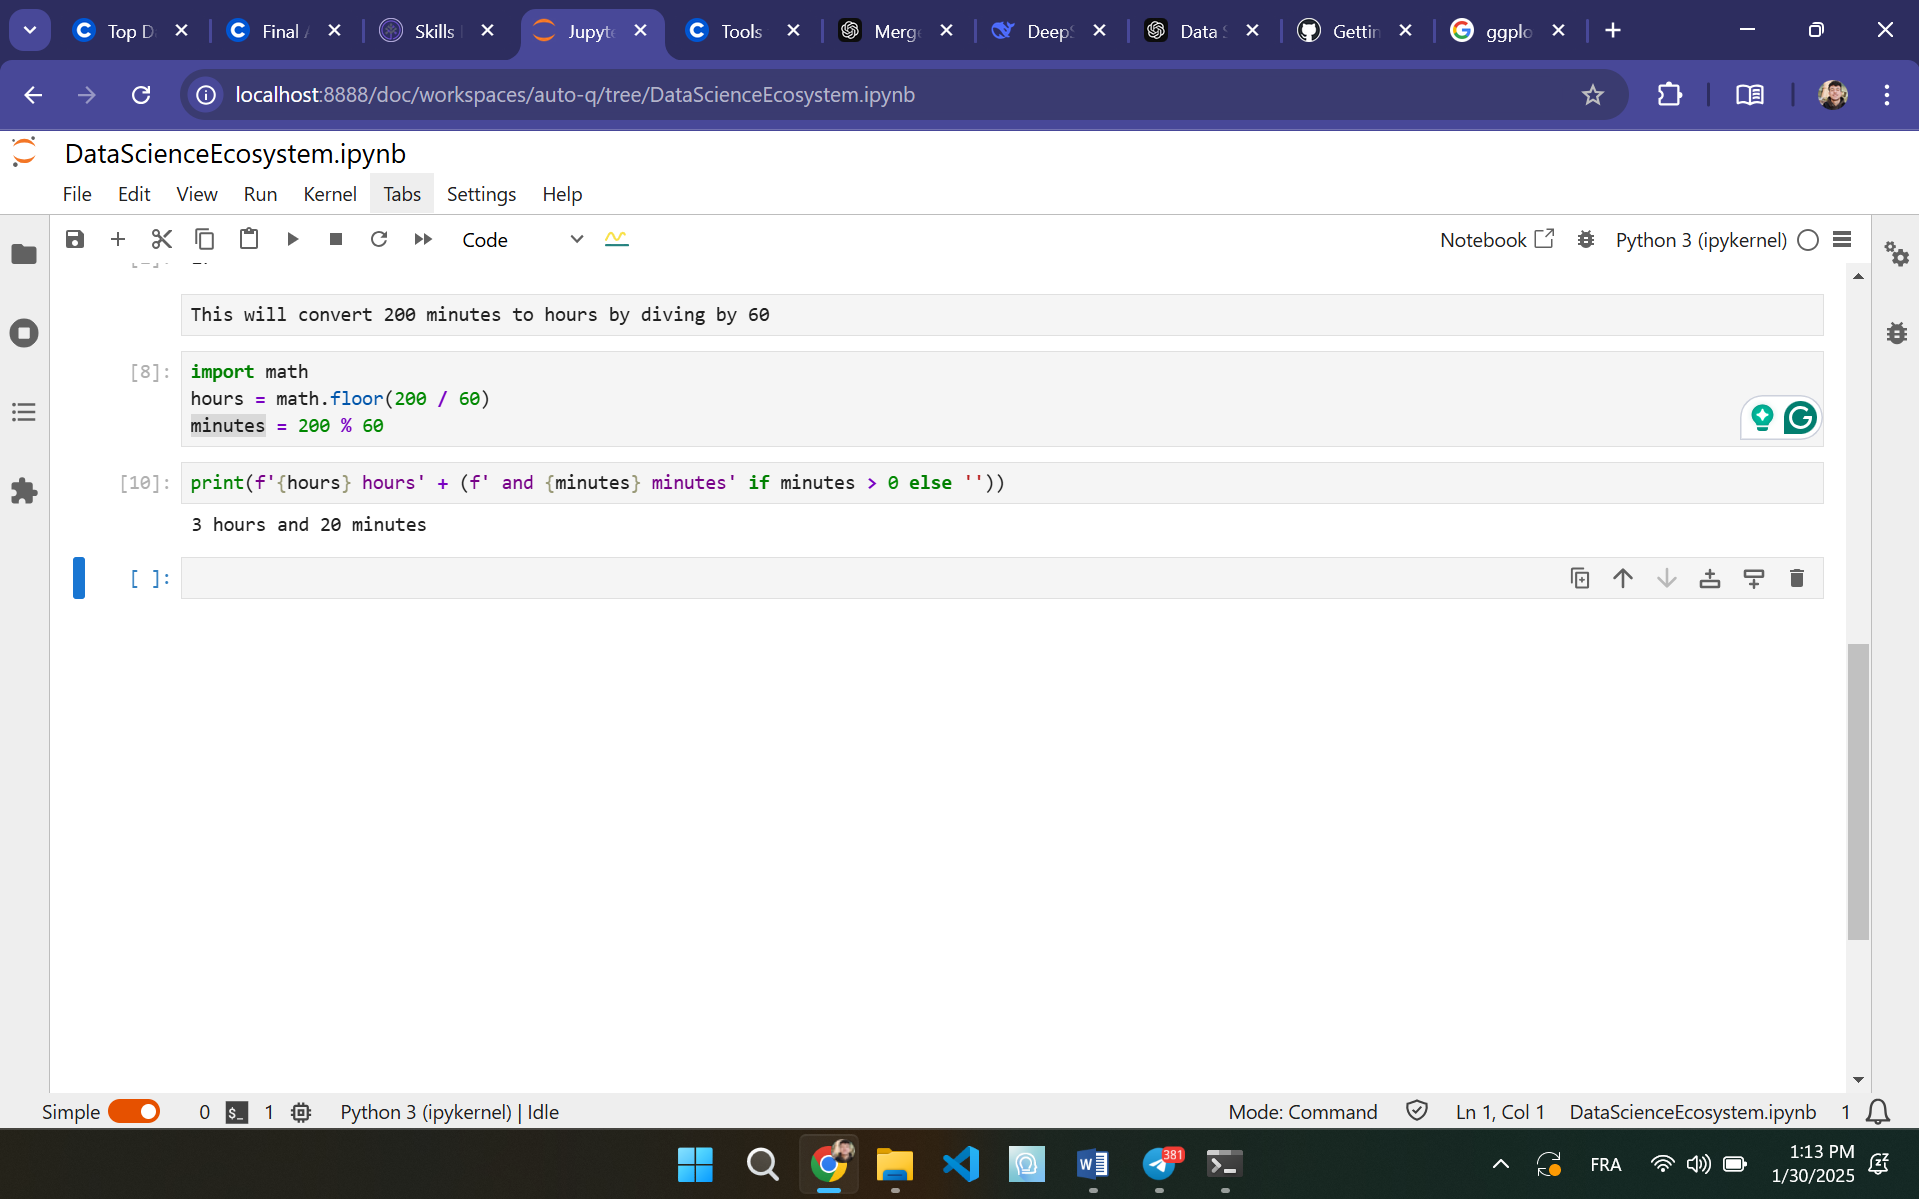 Top D
Final A
Skills
Jupyte
Tools
Merge
DeepS
Data S
Gettin
ggplo
localhost:8888/doc/workspaces/auto-q/tree/DataScienceEcosystem.ipynb
DataScienceEcosystem.ipynb
File Edit View Run Kernel Tabs Settings Help
Code
Notebook
Python 3 (ipykernel)
This will convert 200 minutes to hours by diving by 60
[8]:
import math
hours = math.floor(200 / 60)
minutes = 200 % 60
[10]:
print(f'{hours} hours' + (f' and {minutes} minutes' if minutes > 0 else ''))
3 hours and 20 minutes
[ ]:
Simple 0 $_ 1 Python 3 (ipykernel) | Idle
Mode: Command Ln 1, Col 1 DataScienceEcosystem.ipynb 1
381
FRA
1:13 PM
1/30/2025